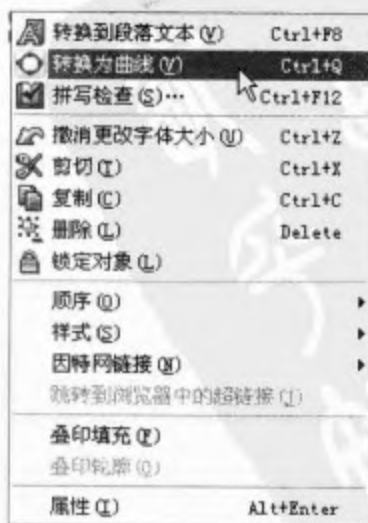 转换到段落文本(V) Ctrl+F8
转换为曲线(V) Ctrl+Q
拼写检查(S)… Ctrl+F12
撤消更改字体大小(U) Ctrl+Z
剪切(T) Ctrl+X
复制(C) Ctrl+C
删除(L) Delete
锁定对象(L)
顺序(O)
样式(S)
因特网链接(N)
跳转到浏览器中的超链接(J)
叠印填充(F)
叠印轮廓(O)
属性(I) Alt+Enter